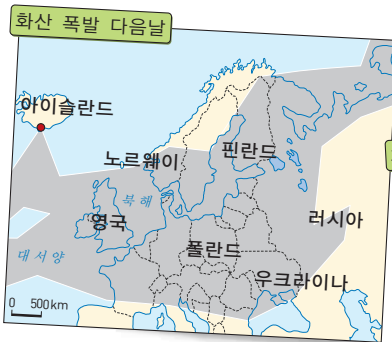 화산 폭발 다음날
아이슬란드
노르웨이
핀란드
북해
영국
러시아
대서양
폴란드
우크라이나
0 500km